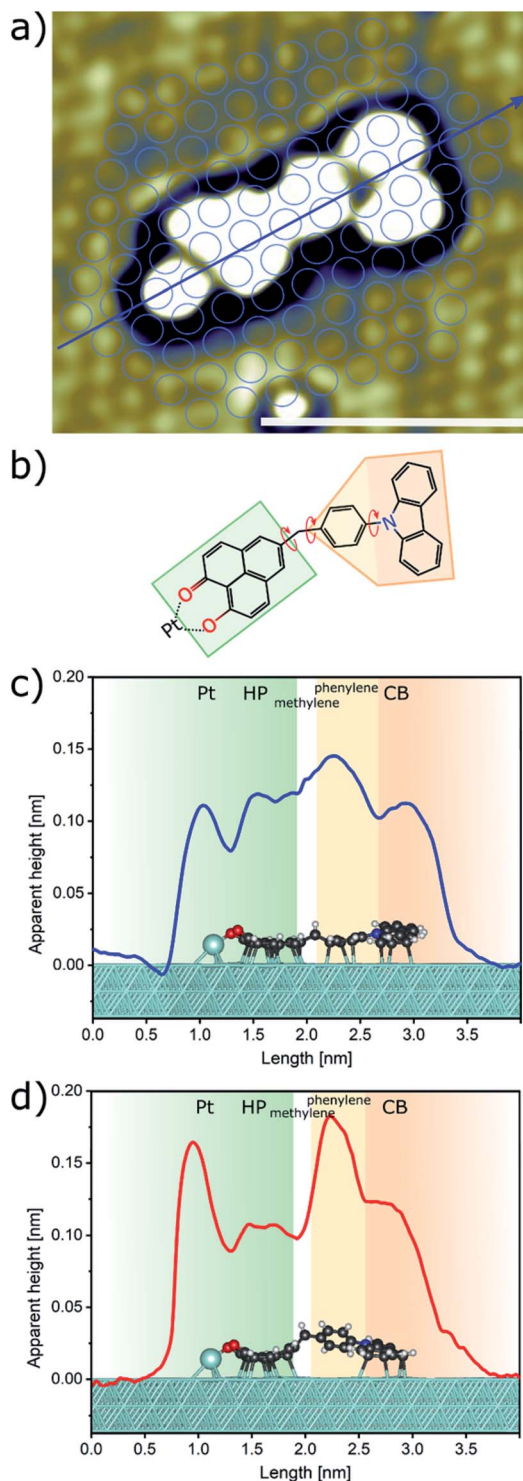 a)
b)
N
O
O
Pt
c)
Pt HP methylene phenylene CB
0.20
0.15
0.10
0.05
0.00
Apparent height [nm]
0.0 0.5 1.0 1.5 2.0 2.5 3.0 3.5
Length [nm]
d)
Pt HP methylene phenylene CB
0.20
0.15
0.10
0.05
0.00
Apparent height [nm]
0.0 0.5 1.0 1.5 2.0 2.5 3.0 3.5
Length [nm]